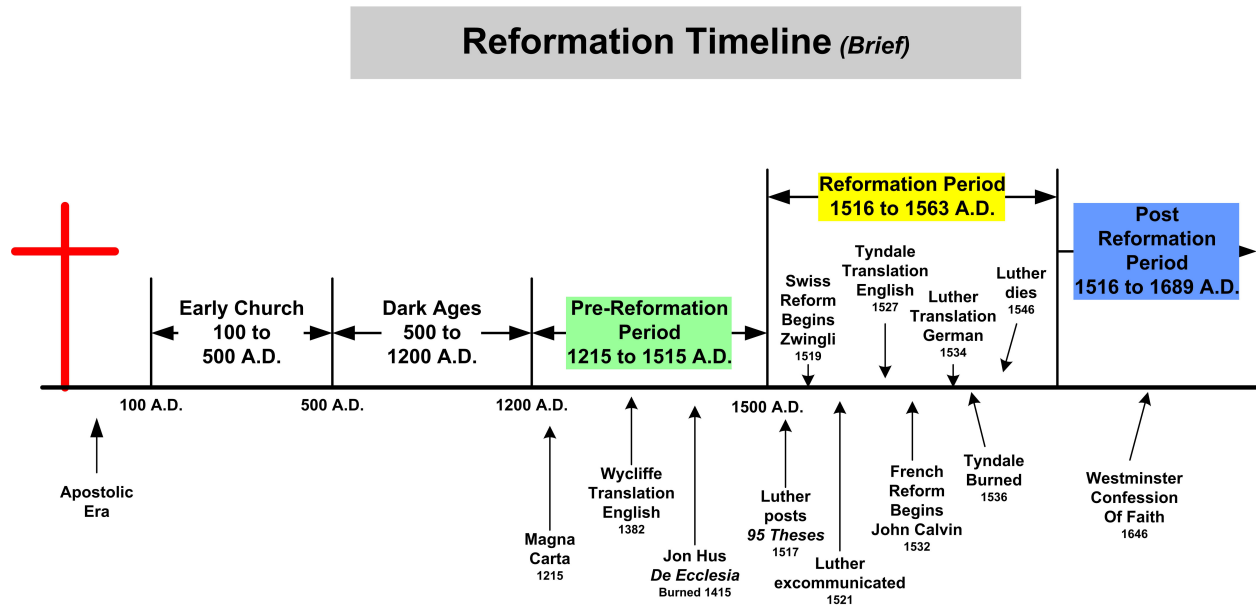 Reformation Timeline (Brief)
Early Church
100 to
500 A.D.
Dark Ages
500 to
1200 A.D.
Pre-Reformation
Period
1215 to 1515 A.D.
Reformation Period
1516 to 1563 A.D.
Post
Reformation
Period
1516 to 1689 A.D.
Swiss
Reform
Begins
Zwingli
1519
Tyndale
Translation
English
1527
Luther
Translation
German
1534
Luther
dies
1546
100 A.D.
500 A.D.
1200 A.D.
1500 A.D.
Apostolic
Era
Magna
Carta
1215
Wycliffe
Translation
English
1382
Jon Hus
De Ecclesia
Burned 1415
Luther
posts
95 Theses
1517
Luther
excommunicated
1521
French
Reform
Begins
John Calvin
1532
Tyndale
Burned
1536
Westminster
Confession
Of Faith
1646